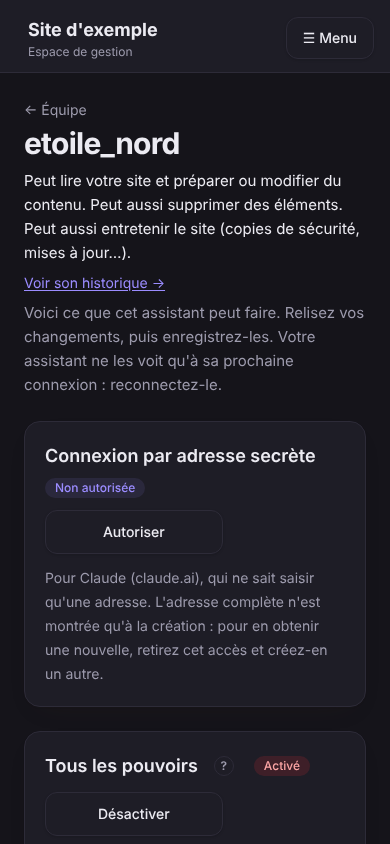 Site d'exemple
Espace de gestion
☰ Menu
← Équipe
etoile_nord
Peut lire votre site et préparer ou modifier du
contenu. Peut aussi supprimer des éléments.
Peut aussi entretenir le site (copies de sécurité,
mises à jour…).
Voir son historique →
Voici ce que cet assistant peut faire. Relisez vos
changements, puis enregistrez-les. Votre
assistant ne les voit qu'à sa prochaine
connexion : reconnectez-le.
Connexion par adresse secrète
Non autorisée
Autoriser
Pour Claude (claude.ai), qui ne sait saisir
qu'une adresse. L'adresse complète n'est
montrée qu'à la création : pour en obtenir
une nouvelle, retirez cet accès et créez-en
un autre.
Tous les pouvoirs ? Activé
Désactiver